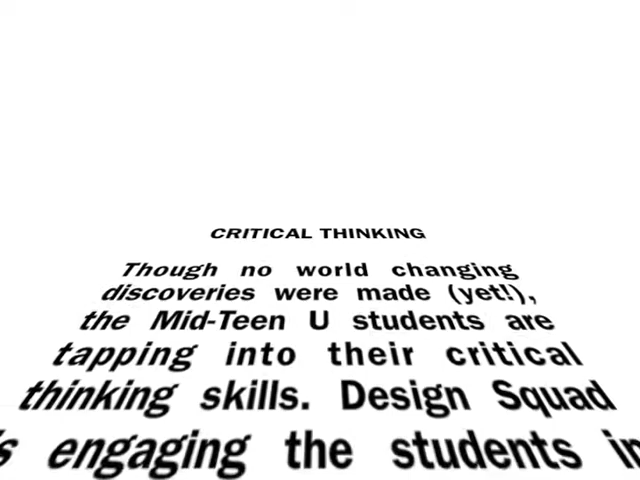 CRITICAL THINKING
Though no world changing
discoveries were made (yet!),
the Mid-Teen U students are
tapping into their critical
thinking skills. Design Squad
engaging the students in